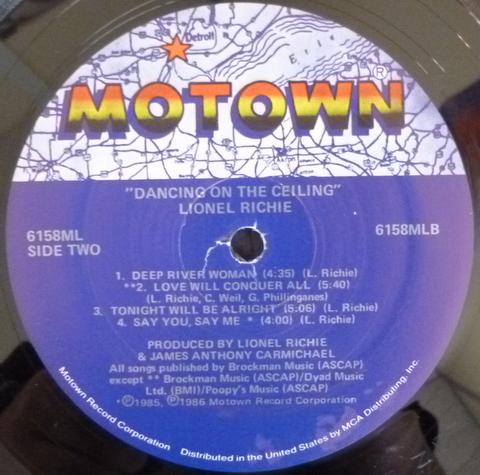 Detroit
Erie
MOTOWN®
"DANCING ON THE CEILING"
LIONEL RICHIE
6158ML
SIDE TWO
6158MLB
1. DEEP RIVER WOMAN (4:35) (L. Richie)
**2. LOVE WILL CONQUER ALL (5:40)
(L. Richie, C. Weil, G. Phillinganes)
3. TONIGHT WILL BE ALRIGHT (5:06) (L. Richie)
4. SAY YOU, SAY ME * (4:00) (L. Richie)
PRODUCED BY LIONEL RICHIE
& JAMES ANTHONY CARMICHAEL
All songs published by Brockman Music (ASCAP)
except ** Brockman Music (ASCAP)/Dyad Music
Ltd. (BMI)/Poopy's Music (ASCAP)
*℗1985, ℗1986 Motown Record Corporation
Motown Record Corporation Distributed in the United States by MCA Distributing, Inc.